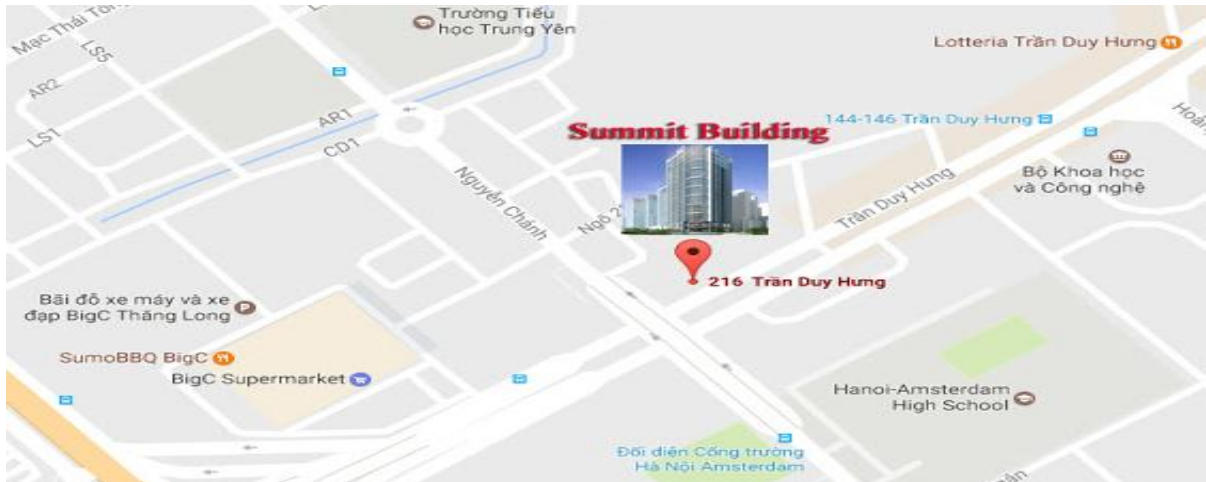 Trường Tiểu
học Trung Yên
Mạc Thái Tông
LS5
AR2
LS1
AR1
CD1
Lotteria Trần Duy Hưng
144-146 Trần Duy Hưng
Summit Building
Bộ Khoa học
và Công nghệ
Trần Duy Hưng
Nguyễn Chánh
Ngõ
216 Trần Duy Hưng
Bãi đỗ xe máy và xe
đạp BigC Thăng Long
SumoBBQ BigC
BigC Supermarket
Hanoi-Amsterdam
High School
Đối diện Cổng trường
Hà Nội Amsterdam